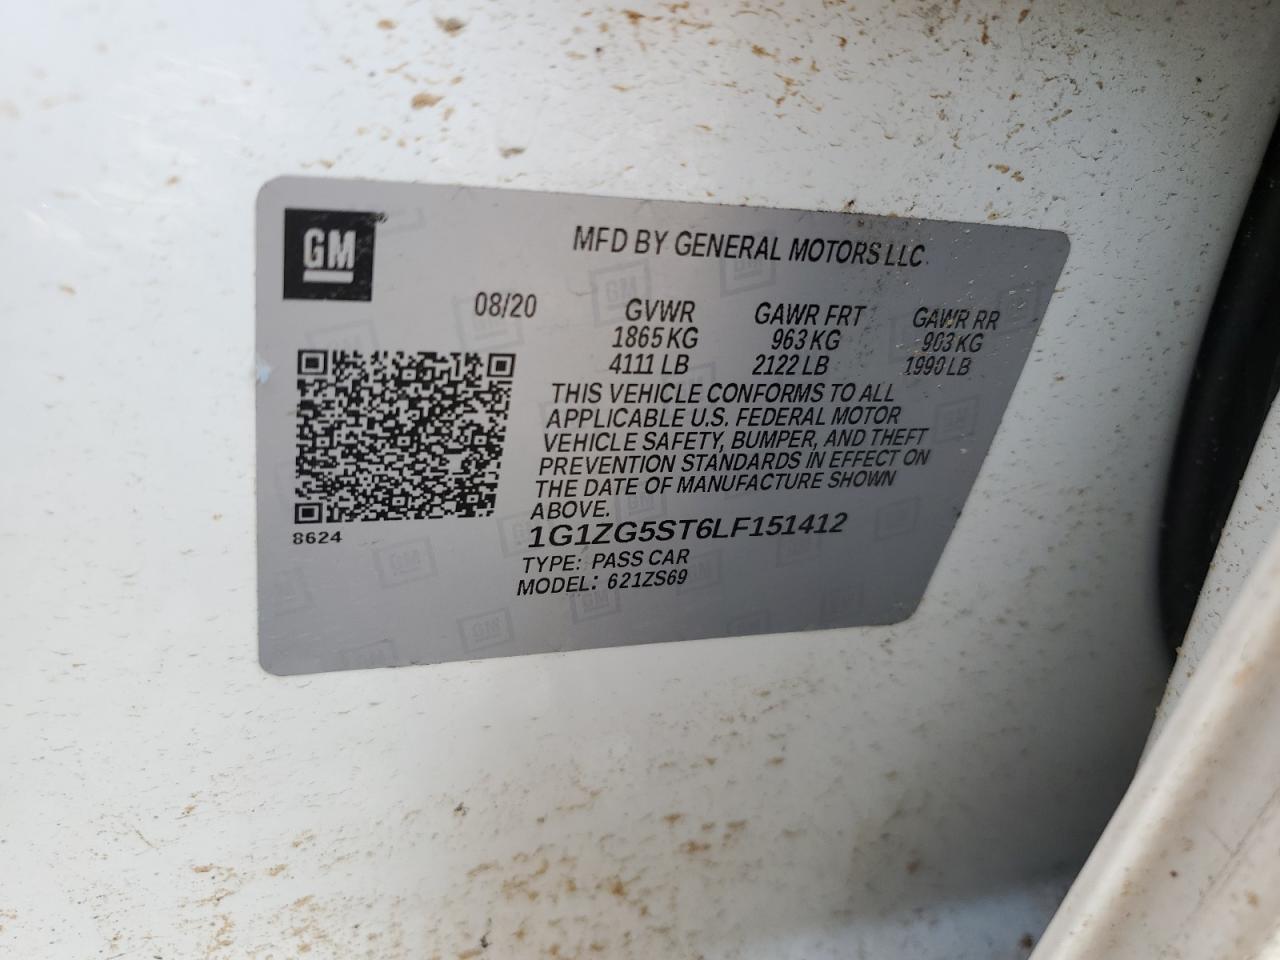 GM
MFD BY GENERAL MOTORS LLC
08/20 GVWR GAWR FRT GAWR RR
1865 KG 963 KG 903 KG
4111 LB 2122 LB 1990 LB
THIS VEHICLE CONFORMS TO ALL
APPLICABLE U.S. FEDERAL MOTOR
VEHICLE SAFETY, BUMPER, AND THEFT
PREVENTION STANDARDS IN EFFECT ON
THE DATE OF MANUFACTURE SHOWN
ABOVE.
8624
1G1ZG5ST6LF151412
TYPE: PASS CAR
MODEL: 621ZS69